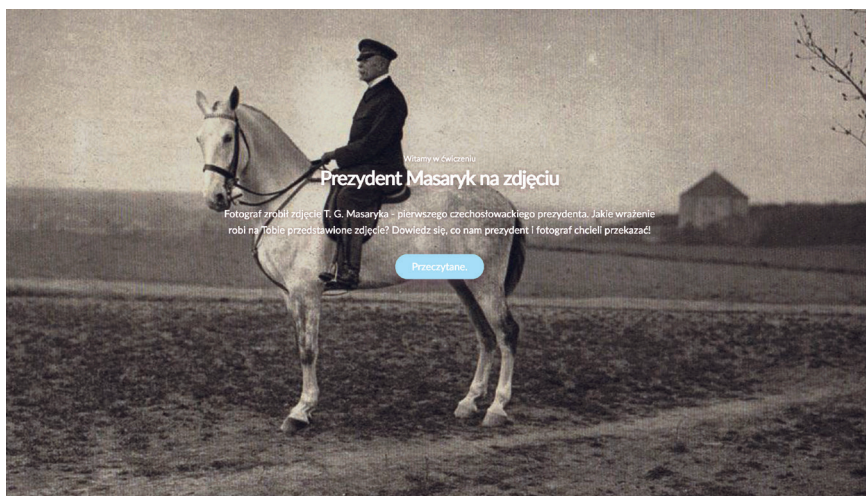 Witamy w ćwiczeniu
Prezydent Masaryk na zdjęciu
Fotograf zrobił zdjęcie T. G. Masaryka - pierwszego czechosłowackiego prezydenta. Jakie wrażenie
robi na Tobie przedstawione zdjęcie? Dowiedz się, co nam prezydent i fotograf chcieli przekazać!
Przeczytane.